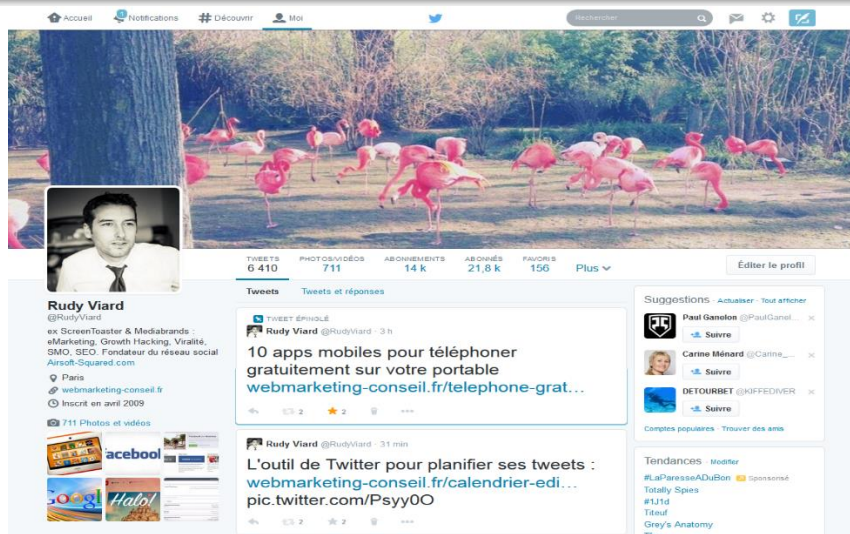 Accueil Notifications Découvrir Moi Rechercher
TWEETS PHOTOS/VIDÉOS ABONNEMENTS ABONNÉS FAVORIS
6 410 711 14 k 21,8 k 156 Plus
Éditer le profil
Rudy Viard
@RudyViard
ex ScreenToaster & Mediabrands :
eMarketing, Growth Hacking, Viralité,
SMO, SEO. Fondateur du réseau social
Airsoft-Squared.com
Paris
webmarketing-conseil.fr
Inscrit en avril 2009
711 Photos et vidéos
facebook
Google
Halo!
Tweets Tweets et réponses
TWEET ÉPINGLÉ
Rudy Viard @RudyViard · 3 h
10 apps mobiles pour téléphoner
gratuitement sur votre portable
webmarketing-conseil.fr/telephone-grat…
2 2
Rudy Viard @RudyViard · 31 min
L'outil de Twitter pour planifier ses tweets :
webmarketing-conseil.fr/calendrier-edi…
pic.twitter.com/Psyy0O
2 2
Suggestions · Actualiser · Tout afficher
Paul Ganelon @PaulGanel...
Suivre
Carine Ménard @Carine_...
Suivre
DETOURBET @KIFFEDIVER
Suivre
Comptes populaires · Trouver des amis
Tendances · Modifier
#LaParesseADuBon Sponsorisé
Totally Spies
#1J1d
Titeuf
Grey's Anatomy